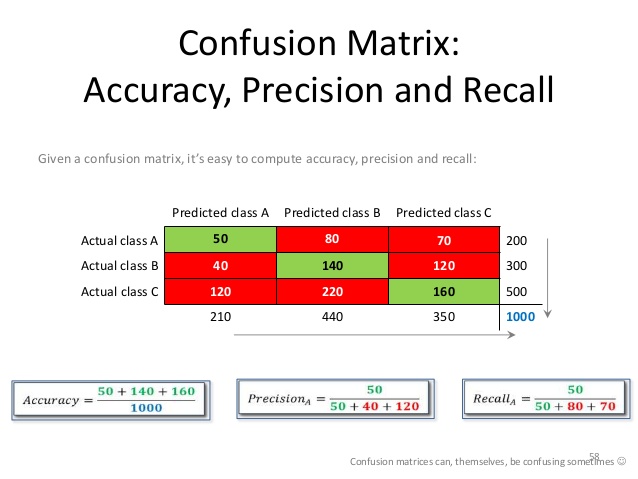 Confusion Matrix:
Accuracy, Precision and Recall
Given a confusion matrix, it's easy to compute accuracy, precision and recall:
Predicted class A Predicted class B Predicted class C
Actual class A 50 80 70 200
Actual class B 40 140 120 300
Actual class C 120 220 160 500
210 440 350 1000
Accuracy = 50 + 140 + 160 / 1000
Precision_A = 50 / 50 + 40 + 120
Recall_A = 50 / 50 + 80 + 70
58
Confusion matrices can, themselves, be confusing sometimes ☺